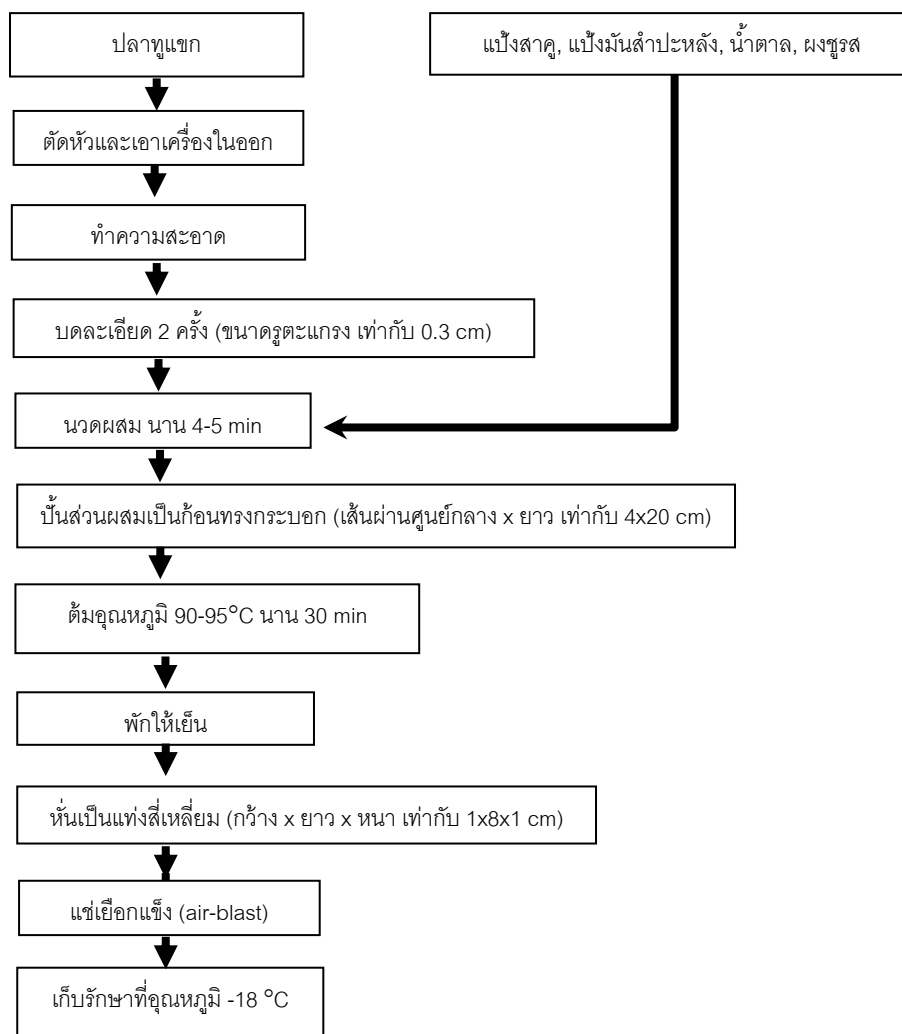 ปลาทูแขก
แป้งสาคู, แป้งมันสำปะหลัง, น้ำตาล, ผงชูรส
ตัดหัวและเอาเครื่องในออก
ทำความสะอาด
บดละเอียด 2 ครั้ง (ขนาดรูตะแกรง เท่ากับ 0.3 cm)
นวดผสม นาน 4-5 min
ปั้นส่วนผสมเป็นก้อนทรงกระบอก (เส้นผ่านศูนย์กลาง x ยาว เท่ากับ 4x20 cm)
ต้มอุณหภูมิ 90-95°C นาน 30 min
พักให้เย็น
หั่นเป็นแท่งสี่เหลี่ยม (กว้าง x ยาว x หนา เท่ากับ 1x8x1 cm)
แช่เยือกแข็ง (air-blast)
เก็บรักษาที่อุณหภูมิ -18 °C